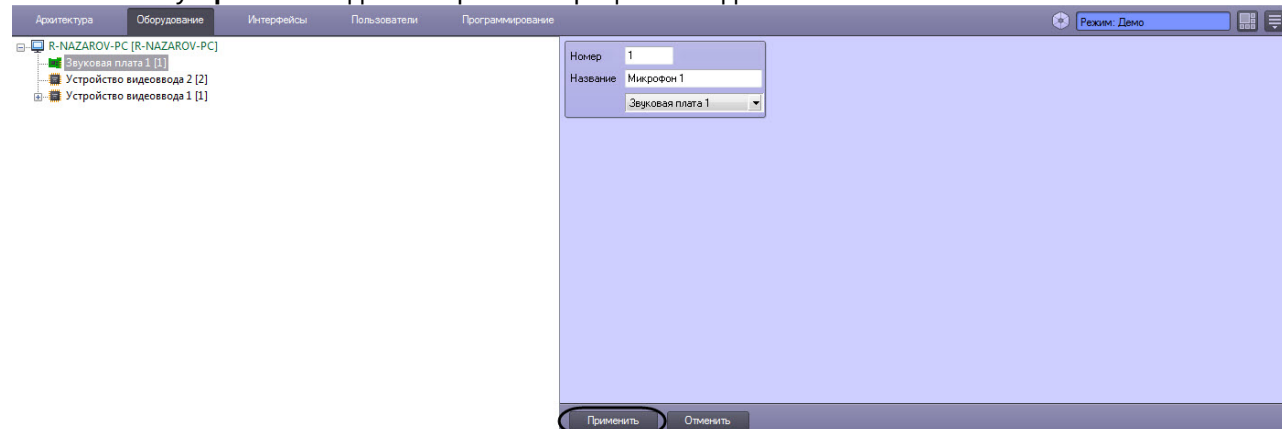 Архитектура Оборудование Интерфейсы Пользователи Программирование Режим: Демо
R-NAZAROV-PC [R-NAZAROV-PC]
Звуковая плата 1 [1]
Устройство видеоввода 2 [2]
Устройство видеоввода 1 [1]
Номер 1
Название Микрофон 1
Звуковая плата 1
Применить Отменить